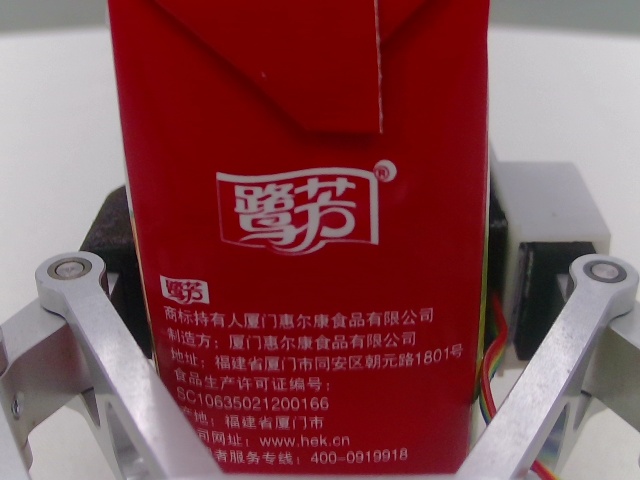 鹭芳®
鹭芳
商标持有人厦门惠尔康食品有限公司
制造方：厦门惠尔康食品有限公司
地址：福建省厦门市同安区朝元路1801号
食品生产许可证编号：
SC10635021200166
地：福建省厦门市
司网址：www.hek.cn
者服务专线：400-0919918